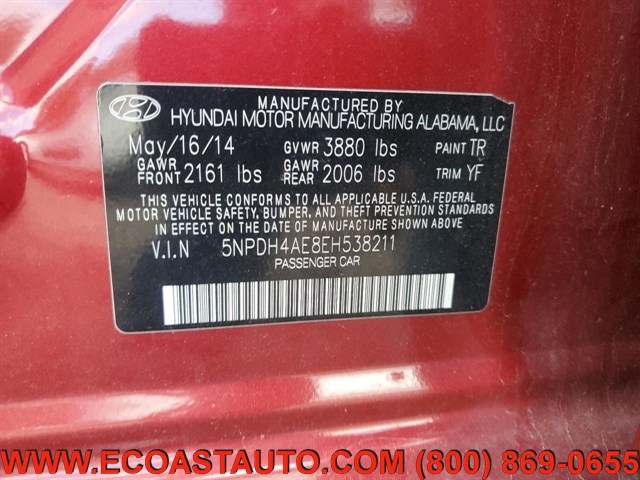 MANUFACTURED BY
HYUNDAI MOTOR MANUFACTURING ALABAMA, LLC
May/16/14 GVWR 3880 lbs PAINT TR
GAWR FRONT 2161 lbs GAWR REAR 2006 lbs TRIM YF
THIS VEHICLE CONFORMS TO ALL APPLICABLE U.S.A. FEDERAL
MOTOR VEHICLE SAFETY, BUMPER, AND THEFT PREVENTION STANDARDS
IN EFFECT ON THE DATE OF MANUFACTURE SHOWN ABOVE
V.I.N 5NPDH4AE8EH538211
PASSENGER CAR
WWW.ECOASTAUTO.COM (800) 869-0655